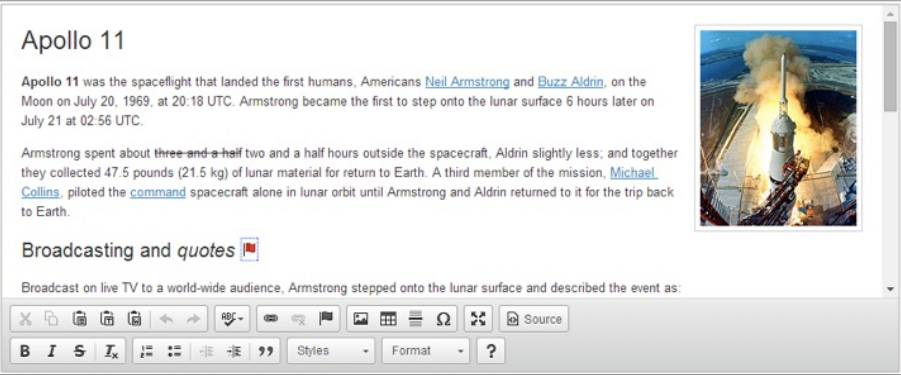 Apollo 11
Apollo 11 was the spaceflight that landed the first humans, Americans Neil Armstrong and Buzz Aldrin, on the
Moon on July 20, 1969, at 20:18 UTC. Armstrong became the first to step onto the lunar surface 6 hours later on
July 21 at 02:56 UTC.
Armstrong spent about three and a half two and a half hours outside the spacecraft, Aldrin slightly less; and together
they collected 47.5 pounds (21.5 kg) of lunar material for return to Earth. A third member of the mission, Michael
Collins, piloted the command spacecraft alone in lunar orbit until Armstrong and Aldrin returned to it for the trip back
to Earth.
Broadcasting and quotes
Broadcast on live TV to a world-wide audience, Armstrong stepped onto the lunar surface and described the event as:
ABC Ω Source
B I S Ix Styles Format ?